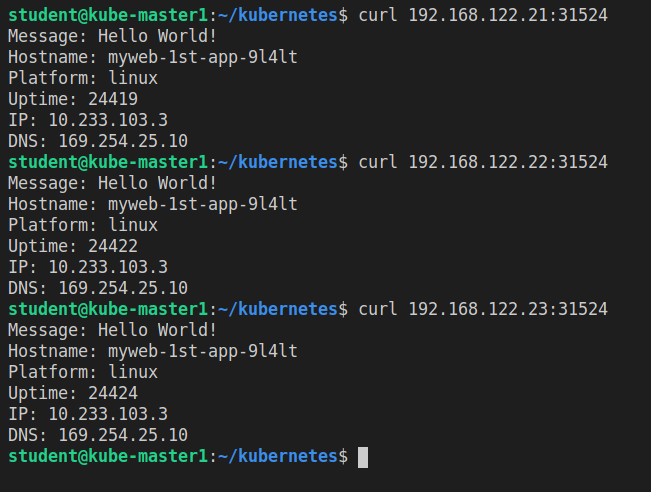 student@kube-master1:~/kubernetes$ curl 192.168.122.21:31524
Message: Hello World!
Hostname: myweb-1st-app-9l4lt
Platform: linux
Uptime: 24419
IP: 10.233.103.3
DNS: 169.254.25.10
student@kube-master1:~/kubernetes$ curl 192.168.122.22:31524
Message: Hello World!
Hostname: myweb-1st-app-9l4lt
Platform: linux
Uptime: 24422
IP: 10.233.103.3
DNS: 169.254.25.10
student@kube-master1:~/kubernetes$ curl 192.168.122.23:31524
Message: Hello World!
Hostname: myweb-1st-app-9l4lt
Platform: linux
Uptime: 24424
IP: 10.233.103.3
DNS: 169.254.25.10
student@kube-master1:~/kubernetes$